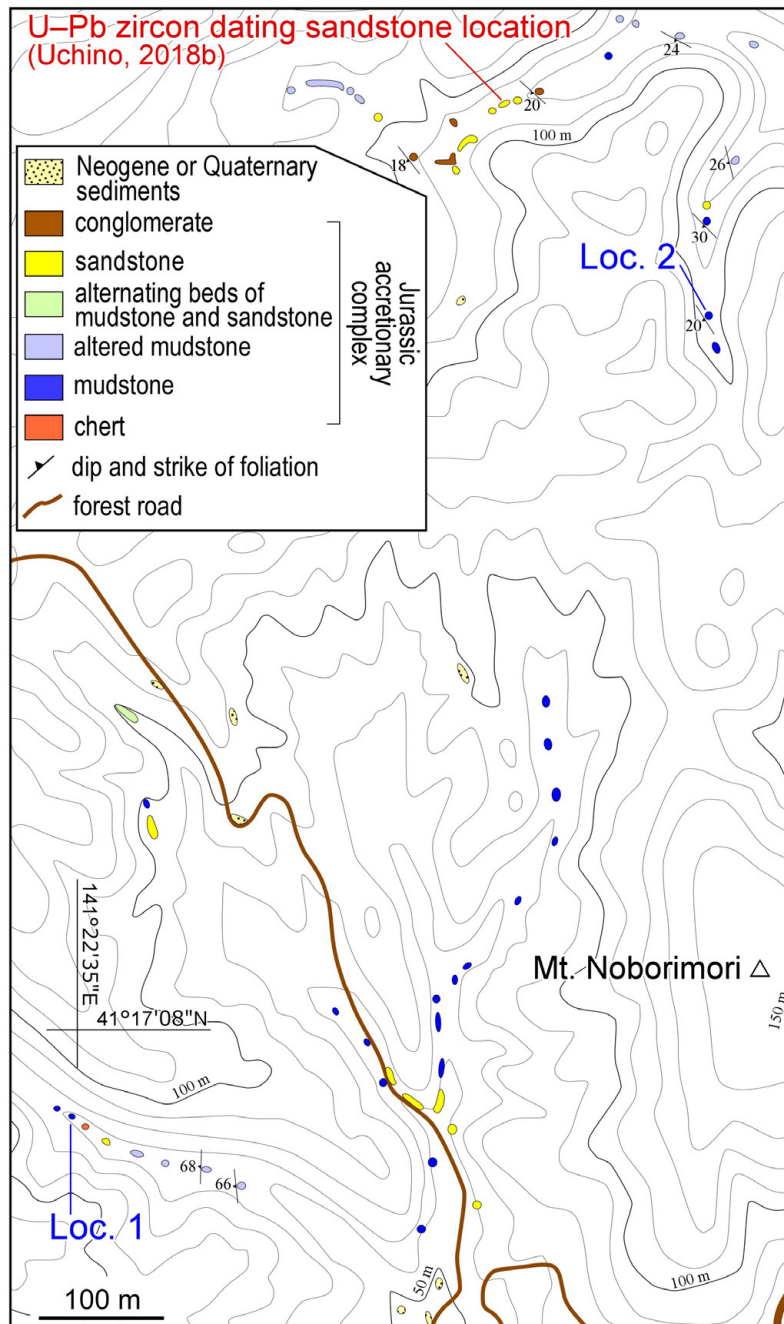 U–Pb zircon dating sandstone location
(Uchino, 2018b)
24
20
100 m
18
26
30
Loc. 2
20
Neogene or Quaternary
sediments
conglomerate
sandstone
alternating beds of
mudstone and sandstone
altered mudstone
mudstone
chert
Jurassic
accretionary
complex
dip and strike of foliation
forest road
141°22'35"E
41°17'08"N
Mt. Noborimori
150 m
100 m
68
66
Loc. 1
50 m
100 m
100 m